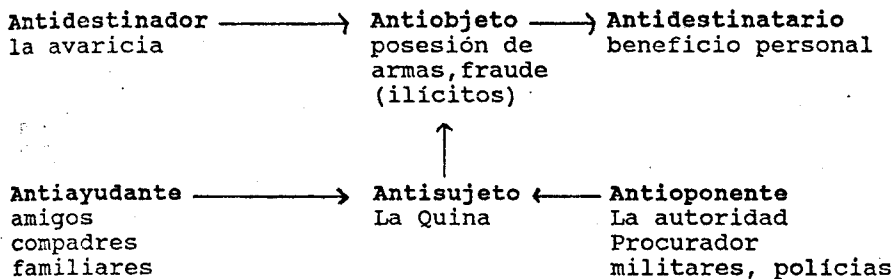 Antidestinador Antiobjeto Antidestinatario
la avaricia posesión de beneficio personal
armas, fraude
(ilícitos)
Antiayudante Antisujeto Antioponente
amigos La Quina La autoridad
compadres Procurador
familiares militares, polícias